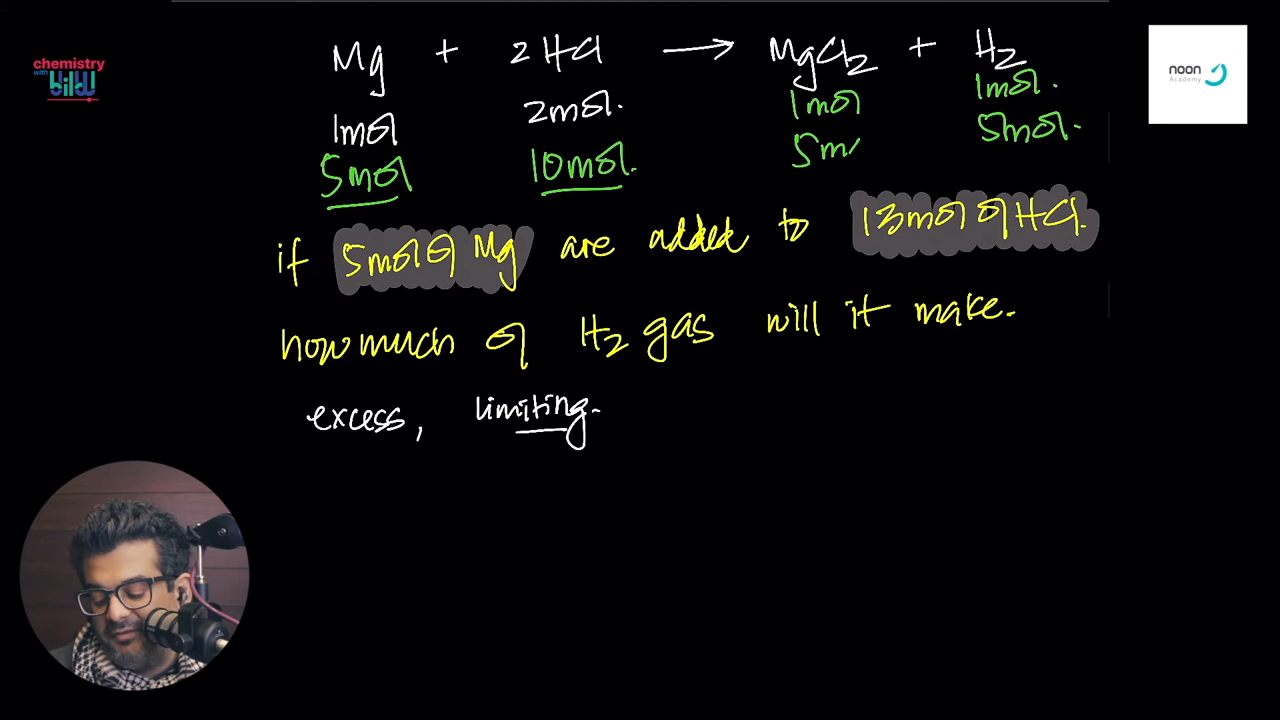 Mg + 2HCl → MgCl2 + H2
1mol 2mol. 1mol 1mol.
5mol 10mol. 5m 5mol.
if 5mol of Mg are added to 13mol of HCl.
how much of H2 gas will it make.
excess, limiting.
chemistry
with bilal
noon
Academy